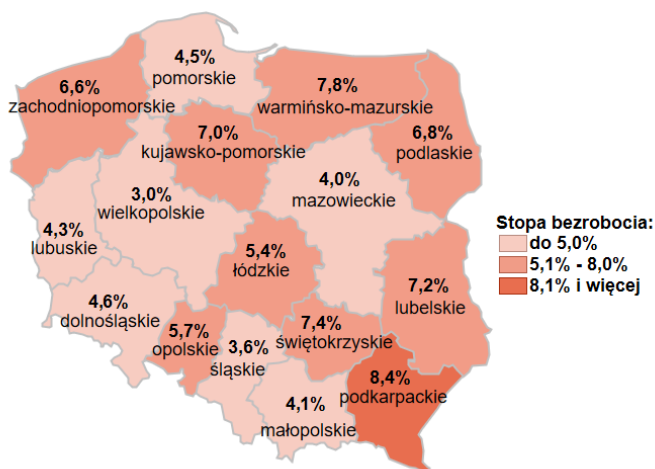 4,5%
pomorskie
6,6%
zachodniopomorskie
7,8%
warmińsko-mazurskie
7,0%
kujawsko-pomorskie
6,8%
podlaskie
3,0%
wielkopolskie
4,0%
mazowieckie
4,3%
lubuskie
5,4%
łódzkie
4,6%
dolnośląskie
7,2%
lubelskie
5,7%
opolskie
3,6%
śląskie
7,4%
świętokrzyskie
8,4%
podkarpackie
4,1%
małopolskie
Stopa bezrobocia:
do 5,0%
5,1% - 8,0%
8,1% i więcej